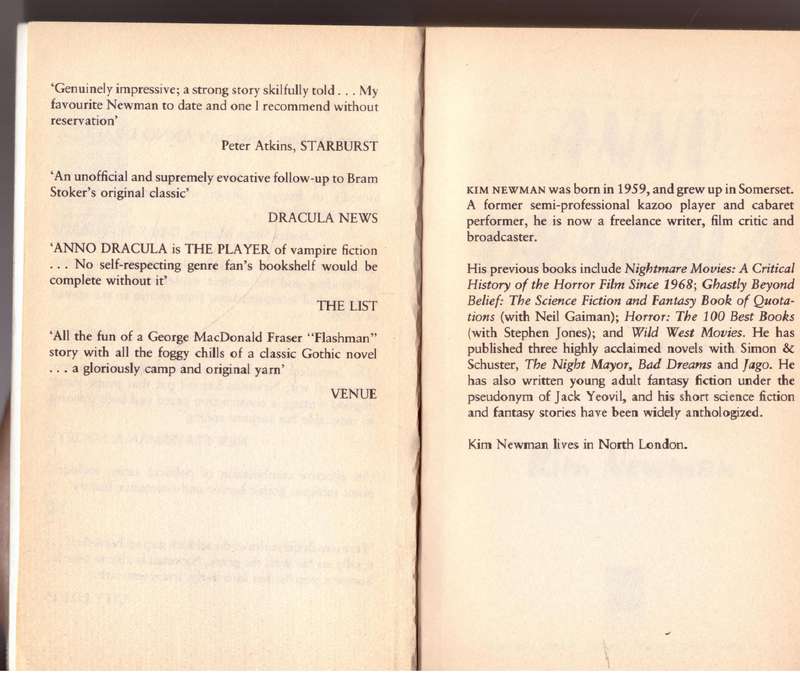 ‘Genuinely impressive; a strong story skilfully told . . . My
favourite Newman to date and one I recommend without
reservation’
Peter Atkins, STARBURST
‘An unofficial and supremely evocative follow-up to Bram
Stoker’s original classic’
DRACULA NEWS
‘ANNO DRACULA is THE PLAYER of vampire fiction
. . . No self-respecting genre fan’s bookshelf would be
complete without it’
THE LIST
‘All the fun of a George MacDonald Fraser “Flashman”
story with all the foggy chills of a classic Gothic novel
. . . a gloriously camp and original yarn’
VENUE
KIM NEWMAN was born in 1959, and grew up in Somerset.
A former semi-professional kazoo player and cabaret
performer, he is now a freelance writer, film critic and
broadcaster.
His previous books include Nightmare Movies: A Critical
History of the Horror Film Since 1968; Ghastly Beyond
Belief: The Science Fiction and Fantasy Book of Quota-
tions (with Neil Gaiman); Horror: The 100 Best Books
(with Stephen Jones); and Wild West Movies. He has
published three highly acclaimed novels with Simon &
Schuster, The Night Mayor, Bad Dreams and Jago. He
has also written young adult fantasy fiction under the
pseudonym of Jack Yeovil, and his short science fiction
and fantasy stories have been widely anthologized.
Kim Newman lives in North London.